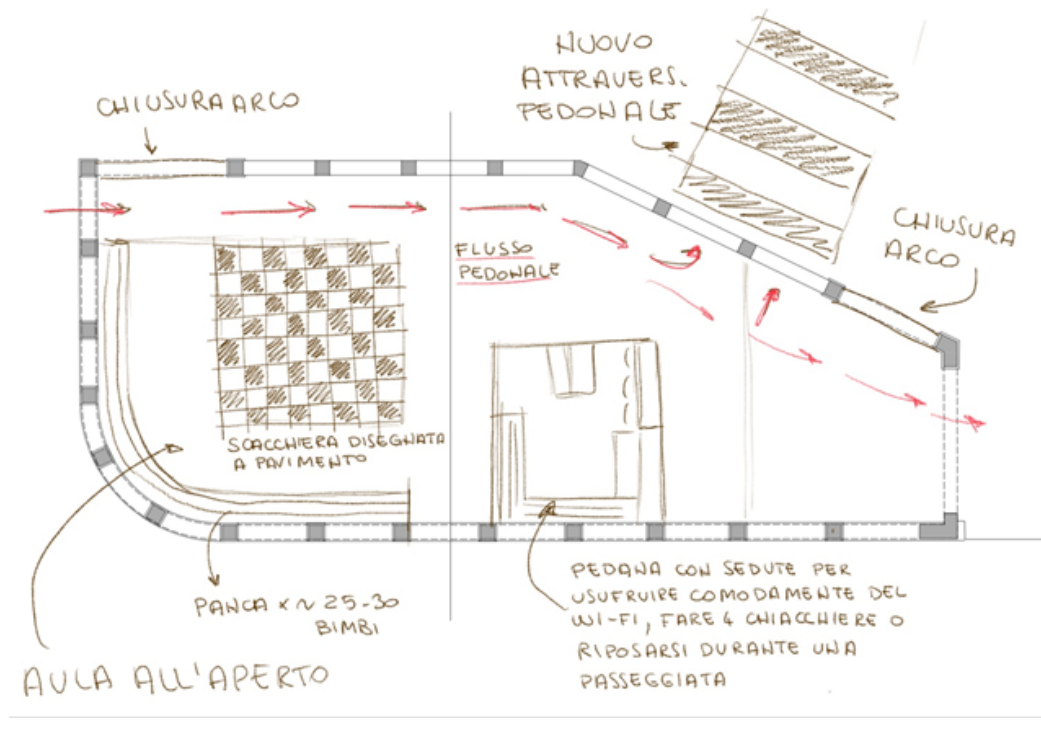 CHIUSURA ARCO
NUOVO
ATTRAVERS.
PEDONALE
CHIUSURA
ARCO
FLUSSO
PEDONALE
SCACCHIERA DISEGNATA
A PAVIMENTO
PANCA x ~ 25-30
BIMBI
AULA ALL'APERTO
PEDANA CON SEDUTE PER
USUFRUIRE COMODAMENTE DEL
WI-FI, FARE 4 CHIACCHIERE O
RIPOSARSI DURANTE UNA
PASSEGGIATA